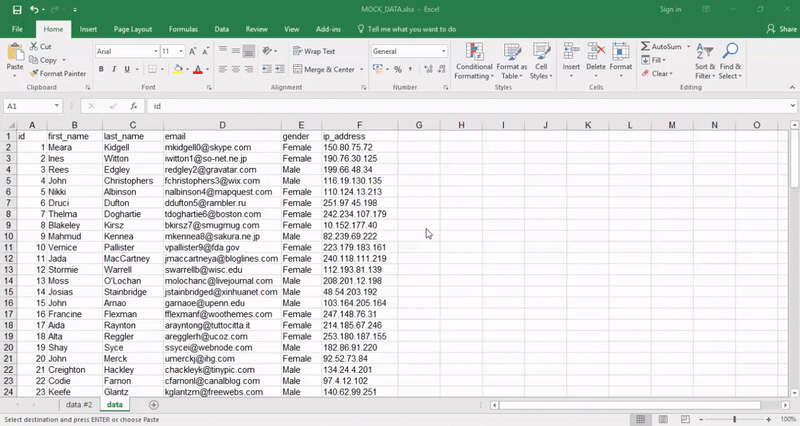 MOCK_DATA.xlsx - Excel
Sign in
File Home Insert Page Layout Formulas Data Review View Add-ins Tell me what you want to do Share
Paste
Cut
Copy
Format Painter
Clipboard
Arial 11
B I U
Font
Wrap Text
Merge & Center
Alignment
General
Number
Conditional Formatting
Format as Table
Cell Styles
Styles
Insert Delete Format
Cells
AutoSum
Fill
Clear
Sort & Filter
Find & Select
Editing
A1 fx id
A B C D E F G H I J K L M N O
1 id first_name last_name email gender ip_address
2 1 Meara Kidgell mkidgell0@skype.com Female 150.80.75.72
3 2 Ines Witton iwitton1@so-net.ne.jp Female 190.76.30.125
4 3 Rees Edgley redgley2@gravatar.com Male 199.66.48.34
5 4 John Christophers fchristophers3@wix.com Male 116.19.130.135
6 5 Nikki Albinson nalbinson4@mapquest.com Female 110.124.13.213
7 6 Druci Dufton ddufton5@rambler.ru Female 251.97.45.198
8 7 Thelma Doghartie tdoghartie6@boston.com Female 242.234.107.179
9 8 Blakeley Kirsz bkirsz7@smugmug.com Female 10.152.177.40
10 9 Mahmud Kennea mkennea8@sakura.ne.jp Male 82.239.69.222
11 10 Vernice Pallister vpallister9@fda.gov Female 223.179.183.161
12 11 Jada MacCartney jmaccartneya@bloglines.com Female 240.118.111.219
13 12 Stormie Warrell swarrellb@wisc.edu Female 112.193.81.139
14 13 Moss O'Lochan molochanc@livejournal.com Male 208.201.12.198
15 14 Josias Stainbridge jstainbridged@xinhuanet.com Male 48.54.203.192
16 15 John Arnao garnaoe@upenn.edu Male 103.164.205.164
17 16 Francine Flexman fflexmanf@woothemes.com Female 247.148.76.31
18 17 Aida Raynton arayntong@tuttocitta.it Female 214.185.67.246
19 18 Alta Reggler aregglerh@ucoz.com Female 253.180.187.155
20 19 Shay Syce ssycei@webnode.com Male 182.86.91.220
21 20 John Merck umerckj@ihg.com Female 92.52.73.84
22 21 Creighton Hackley chackleyk@tinypic.com Male 134.24.4.201
23 22 Codie Farnon cfarnonl@canalblog.com Male 97.4.12.102
24 23 Keefe Glantz kglantzm@freewebs.com Male 140.62.99.251
data #2 data
Select destination and press ENTER or choose Paste
100%